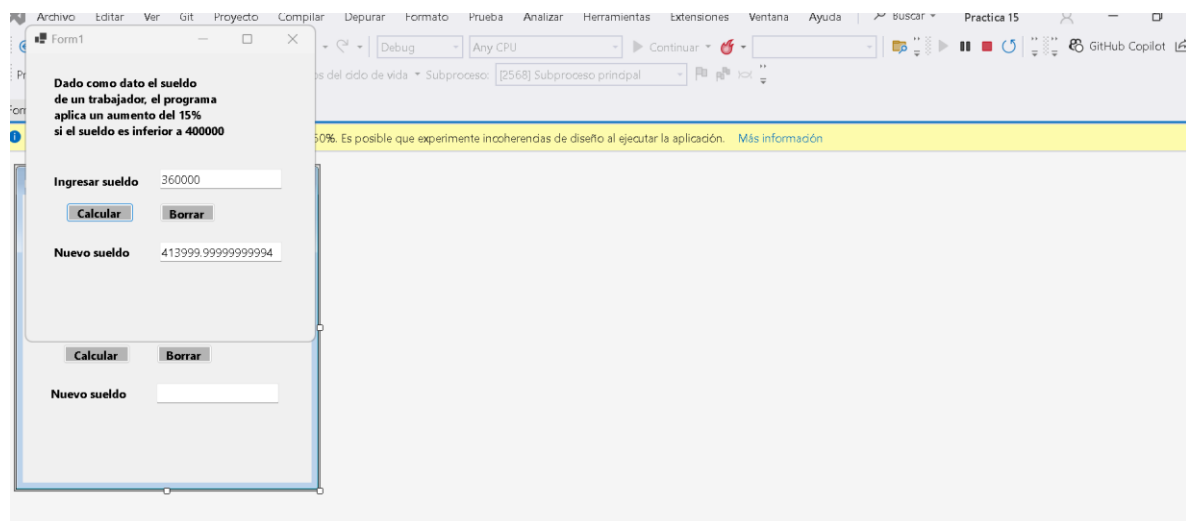 Archivo Editar Ver Git Proyecto Compilar Depurar Formato Prueba Analizar Herramientas Extensiones Ventana Ayuda Buscar Practica 15
Form1
Debug Any CPU Continuar GitHub Copilot
os del ciclo de vida Subproceso: [2568] Subproceso principal
Dado como dato el sueldo
de un trabajador, el programa
aplica un aumento del 15%
si el sueldo es inferior a 400000
50%. Es posible que experimente incoherencias de diseño al ejecutar la aplicación. Más información
Ingresar sueldo 360000
Calcular Borrar
Nuevo sueldo 413999.99999999994
Calcular Borrar
Nuevo sueldo